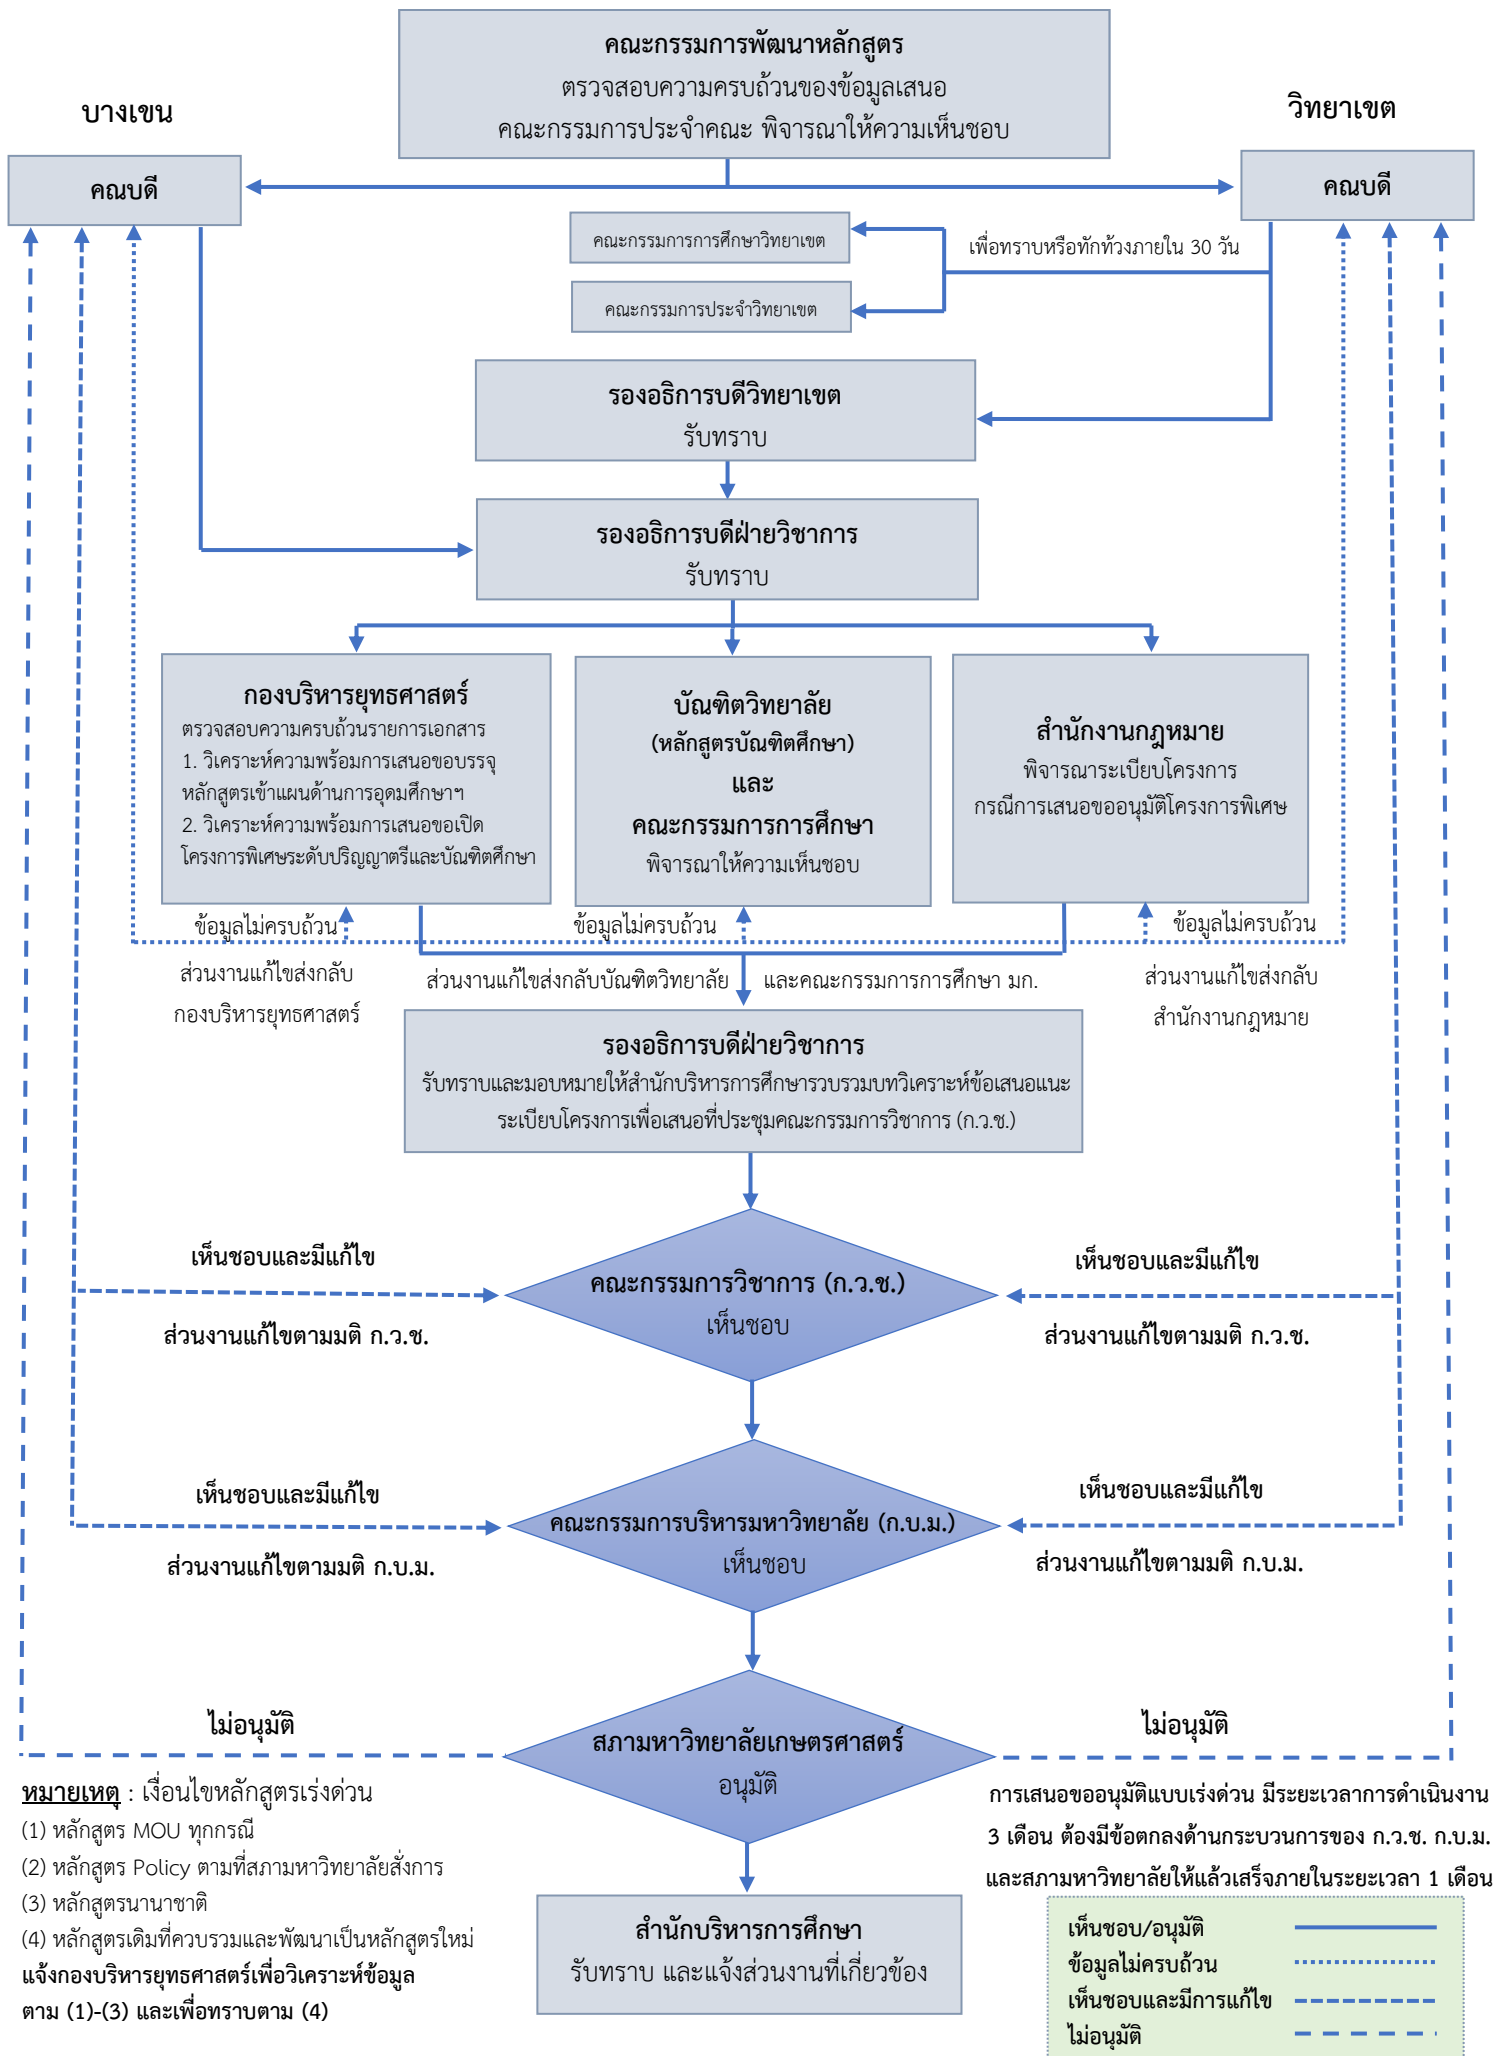 คณะกรรมการพัฒนาหลักสูตร
ตรวจสอบความครบถ้วนของข้อมูลเสนอ
คณะกรรมการประจำคณะ พิจารณาให้ความเห็นชอบ
บางเขน
วิทยาเขต
คณบดี
คณบดี
คณะกรรมการการศึกษาวิทยาเขต
เพื่อทราบหรือทักท้วงภายใน 30 วัน
คณะกรรมการประจำวิทยาเขต
รองอธิการบดีวิทยาเขต
รับทราบ
รองอธิการบดีฝ่ายวิชาการ
รับทราบ
กองบริหารยุทธศาสตร์
ตรวจสอบความครบถ้วนรายการเอกสาร
1. วิเคราะห์ความพร้อมการเสนอขอบรรจุ
หลักสูตรเข้าแผนด้านการอุดมศึกษาฯ
2. วิเคราะห์ความพร้อมการเสนอขอเปิด
โครงการพิเศษระดับปริญญาตรีและบัณฑิตศึกษา
บัณฑิตวิทยาลัย
(หลักสูตรบัณฑิตศึกษา)
และ
คณะกรรมการการศึกษา
พิจารณาให้ความเห็นชอบ
สำนักงานกฎหมาย
พิจารณาระเบียบโครงการ
กรณีการเสนอขออนุมัติโครงการพิเศษ
ข้อมูลไม่ครบถ้วน
ส่วนงานแก้ไขส่งกลับ
กองบริหารยุทธศาสตร์
ข้อมูลไม่ครบถ้วน
ส่วนงานแก้ไขส่งกลับบัณฑิตวิทยาลัย
และคณะกรรมการการศึกษา มก.
ข้อมูลไม่ครบถ้วน
ส่วนงานแก้ไขส่งกลับ
สำนักงานกฎหมาย
รองอธิการบดีฝ่ายวิชาการ
รับทราบและมอบหมายให้สำนักบริหารการศึกษารวบรวมบทวิเคราะห์ข้อเสนอแนะ
ระเบียบโครงการเพื่อเสนอที่ประชุมคณะกรรมการวิชาการ (ก.ว.ช.)
เห็นชอบและมีแก้ไข
ส่วนงานแก้ไขตามมติ ก.ว.ช.
คณะกรรมการวิชาการ (ก.ว.ช.)
เห็นชอบ
เห็นชอบและมีแก้ไข
ส่วนงานแก้ไขตามมติ ก.ว.ช.
เห็นชอบและมีแก้ไข
ส่วนงานแก้ไขตามมติ ก.บ.ม.
คณะกรรมการบริหารมหาวิทยาลัย (ก.บ.ม.)
เห็นชอบ
เห็นชอบและมีแก้ไข
ส่วนงานแก้ไขตามมติ ก.บ.ม.
ไม่อนุมัติ
สภามหาวิทยาลัยเกษตรศาสตร์
อนุมัติ
ไม่อนุมัติ
หมายเหตุ : เงื่อนไขหลักสูตรเร่งด่วน
(1) หลักสูตร MOU ทุกกรณี
(2) หลักสูตร Policy ตามที่สภามหาวิทยาลัยสั่งการ
(3) หลักสูตรนานาชาติ
(4) หลักสูตรเดิมที่ควบรวมและพัฒนาเป็นหลักสูตรใหม่
แจ้งกองบริหารยุทธศาสตร์เพื่อวิเคราะห์ข้อมูล
ตาม (1)-(3) และเพื่อทราบตาม (4)
การเสนอขออนุมัติแบบเร่งด่วน มีระยะเวลาการดำเนินงาน
3 เดือน ต้องมีข้อตกลงด้านกระบวนการของ ก.ว.ช. ก.บ.ม.
และสภามหาวิทยาลัยให้แล้วเสร็จภายในระยะเวลา 1 เดือน
สำนักบริหารการศึกษา
รับทราบ และแจ้งส่วนงานที่เกี่ยวข้อง
เห็นชอบ/อนุมัติ
ข้อมูลไม่ครบถ้วน
เห็นชอบและมีการแก้ไข
ไม่อนุมัติ